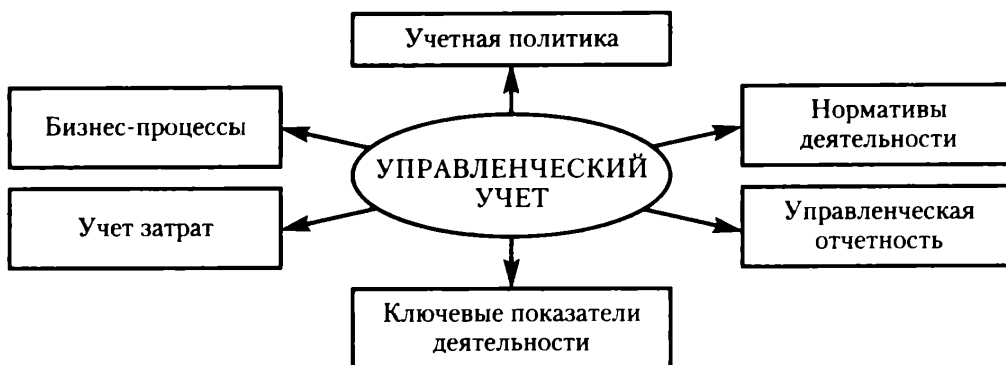 Учетная политика
Бизнес-процессы
Нормативы
деятельности
УПРАВЛЕНЧЕСКИЙ
УЧЕТ
Учет затрат
Управленческая
отчетность
Ключевые показатели
деятельности